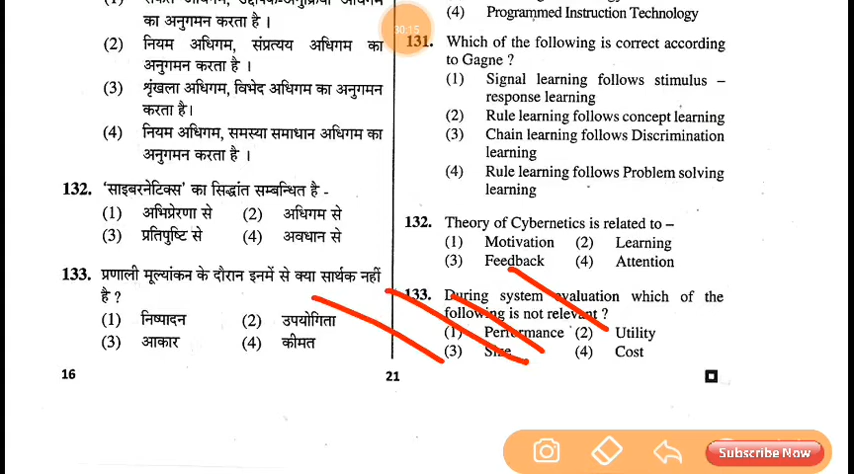 का अनुगमन करता है ।
(2) नियम अधिगम, संप्रत्यय अधिगम का
अनुगमन करता है ।
(3) शृंखला अधिगम, विभेद अधिगम का अनुगमन
करता है।
(4) नियम अधिगम, समस्या समाधान अधिगम का
अनुगमन करता है ।
132. 'साइबरनेटिक्स' का सिद्धांत सम्बन्धित है -
(1) अभिप्रेरणा से (2) अधिगम से
(3) प्रतिपुष्टि से (4) अवधान से
133. प्रणाली मूल्यांकन के दौरान इनमें से क्या सार्थक नहीं
है ?
(1) निष्पादन (2) उपयोगिता
(3) आकार (4) कीमत
16
(4) Programmed Instruction Technology
00:15
131. Which of the following is correct according
to Gagne ?
(1) Signal learning follows stimulus –
response learning
(2) Rule learning follows concept learning
(3) Chain learning follows Discrimination
learning
(4) Rule learning follows Problem solving
learning
132. Theory of Cybernetics is related to –
(1) Motivation (2) Learning
(3) Feedback (4) Attention
133. During system evaluation which of the
following is not relevant ?
(1) Performance (2) Utility
(3) Size (4) Cost
21
Subscribe Now